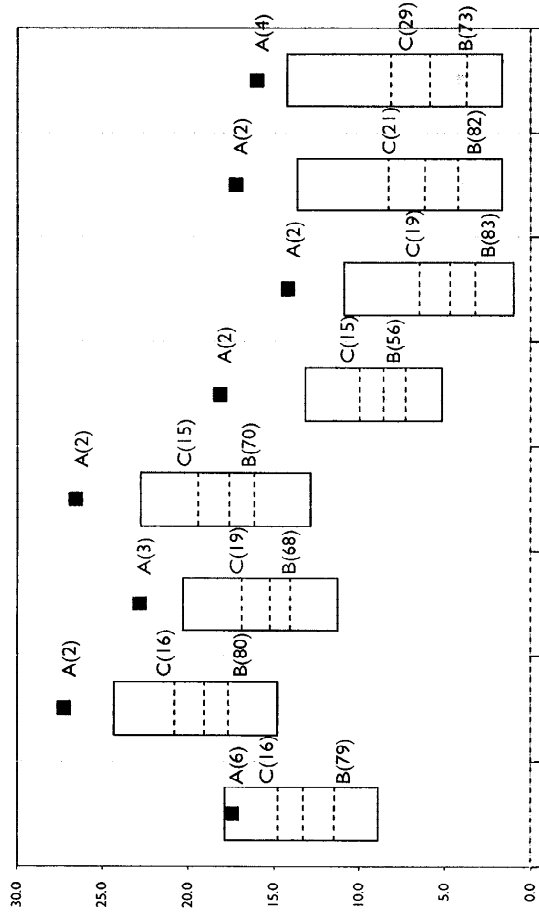 30.0
25.0
20.0
15.0
10.0
5.0
0.0
A(6)
C(16)
B(79)
A(2)
C(16)
B(80)
A(3)
C(19)
B(68)
A(2)
C(15)
B(70)
A(2)
C(15)
B(56)
A(2)
C(19)
B(83)
A(2)
C(21)
B(82)
A(4)
C(29)
B(73)